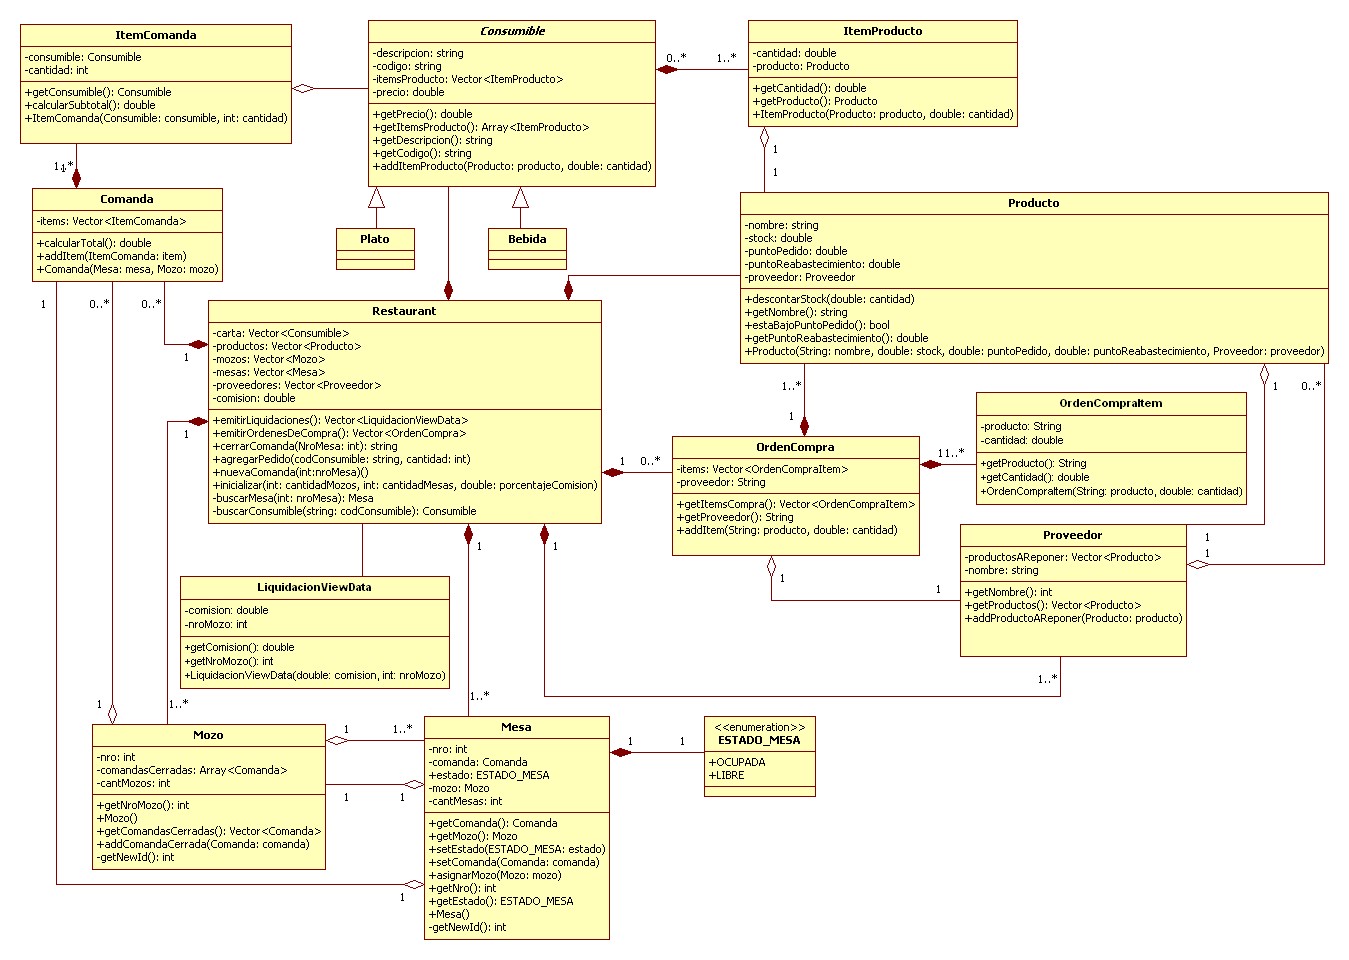 ItemComanda
-consumible: Consumible
-cantidad: int
+getConsumible(): Consumible
+calcularSubtotal(): double
+ItemComanda(Consumible: consumible, int: cantidad)
Consumible
-descripcion: string
-codigo: string
-itemsProducto: Vector<ItemProducto>
-precio: double
+getPrecio(): double
+getItemsProducto(): Array<ItemProducto>
+getDescripcion(): string
+getCodigo(): string
+addItemProducto(Producto: producto, double: cantidad)
0..*
1..*
ItemProducto
-cantidad: double
-producto: Producto
+getCantidad(): double
+getProducto(): Producto
+ItemProducto(Producto: producto, double: cantidad)
1
1
1..*
Comanda
-items: Vector<ItemComanda>
+calcularTotal(): double
+addItem(ItemComanda: item)
+Comanda(Mesa: mesa, Mozo: mozo)
1
0..*
0..*
1
Plato
Bebida
Producto
-nombre: string
-stock: double
-puntoPedido: double
-puntoReabastecimiento: double
-proveedor: Proveedor
+descontarStock(double: cantidad)
+getNombre(): string
+estaBajoPuntoPedido(): bool
+getPuntoReabastecimiento(): double
+Producto(String: nombre, double: stock, double: puntoPedido, double: puntoReabastecimiento, Proveedor: proveedor)
1..*
1
1
0..*
Restaurant
-carta: Vector<Consumible>
-productos: Vector<Producto>
-mozos: Vector<Mozo>
-mesas: Vector<Mesa>
-proveedores: Vector<Proveedor>
-comision: double
+emitirLiquidaciones(): Vector<LiquidacionViewData>
+emitirOrdenesDeCompra(): Vector<OrdenCompra>
+cerrarComanda(NroMesa: int): string
+agregarPedido(codConsumible: string, cantidad: int)
+nuevaComanda(int:nroMesa)()
+inicializar(int: cantidadMozos, int: cantidadMesas, double: porcentajeComision)
-buscarMesa(int: nroMesa): Mesa
-buscarConsumible(string: codConsumible): Consumible
1
1
0..*
1
1
OrdenCompra
-items: Vector<OrdenCompraItem>
-proveedor: String
+getItemsCompra(): Vector<OrdenCompraItem>
+getProveedor(): String
+addItem(String: producto, double: cantidad)
11..*
1
1
OrdenCompraItem
-producto: String
-cantidad: double
+getProducto(): String
+getCantidad(): double
+OrdenCompraItem(String: producto, double: cantidad)
Proveedor
-productosAReponer: Vector<Producto>
-nombre: string
+getNombre(): int
+getProductos(): Vector<Producto>
+addProductoAReponer(Producto: producto)
1
1
1..*
LiquidacionViewData
-comision: double
-nroMozo: int
+getComision(): double
+getNroMozo(): int
+LiquidacionViewData(double: comision, int: nroMozo)
1
1..*
1..*
Mozo
-nro: int
-comandasCerradas: Array<Comanda>
-cantMozos: int
+getNroMozo(): int
+Mozo()
+getComandasCerradas(): Vector<Comanda>
+addComandaCerrada(Comanda: comanda)
-getNewId(): int
1
1..*
1
1
1
Mesa
-nro: int
-comanda: Comanda
+estado: ESTADO_MESA
-mozo: Mozo
-cantMesas: int
+getComanda(): Comanda
+getMozo(): Mozo
+setEstado(ESTADO_MESA: estado)
+setComanda(Comanda: comanda)
+asignarMozo(Mozo: mozo)
+getNro(): int
+getEstado(): ESTADO_MESA
+Mesa()
-getNewId(): int
1
1
<<enumeration>>
ESTADO_MESA
+OCUPADA
+LIBRE